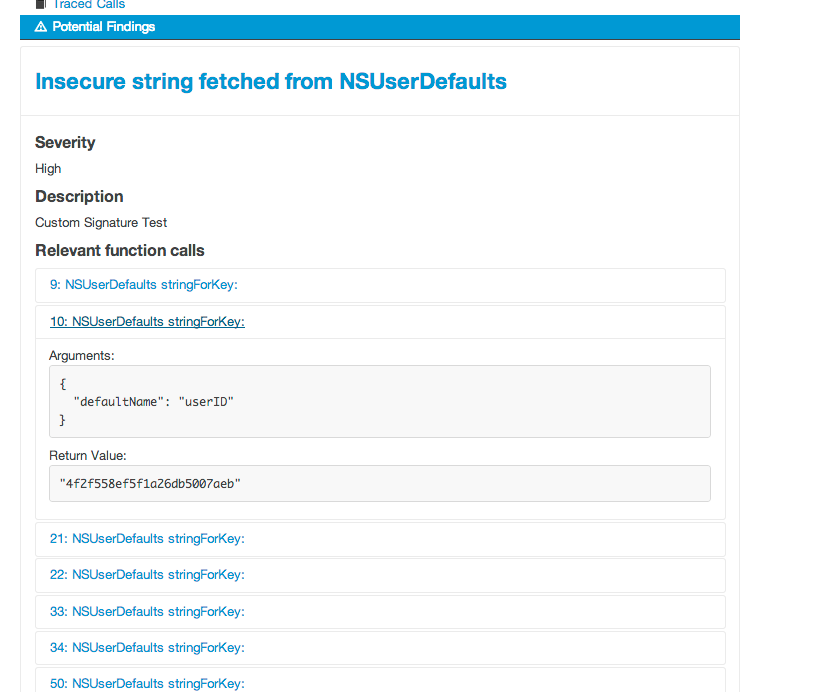 Traced Calls
Potential Findings
Insecure string fetched from NSUserDefaults
Severity
High
Description
Custom Signature Test
Relevant function calls
9: NSUserDefaults stringForKey:
10: NSUserDefaults stringForKey:
Arguments:
{
"defaultName": "userID"
}
Return Value:
"4f2f558ef5f1a26db5007aeb"
21: NSUserDefaults stringForKey:
22: NSUserDefaults stringForKey:
33: NSUserDefaults stringForKey:
34: NSUserDefaults stringForKey:
50: NSUserDefaults stringForKey: